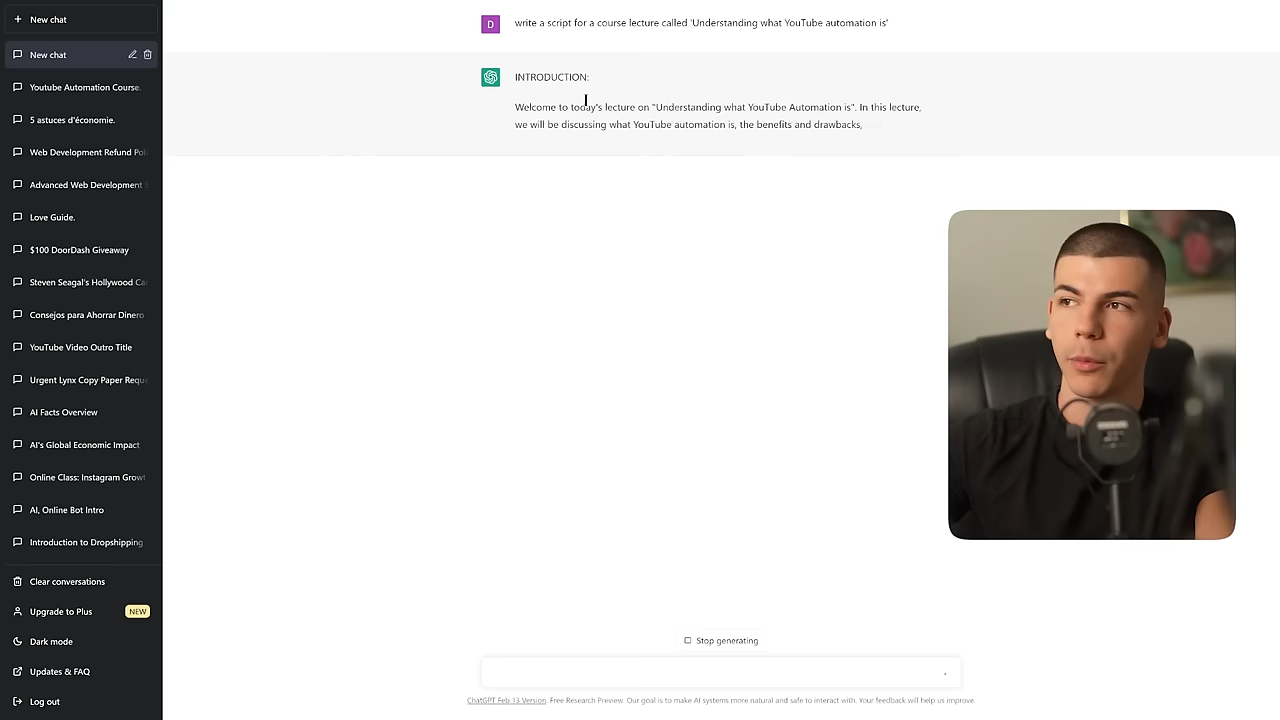 New chat
New chat
Youtube Automation Course.
5 astuces d'économie.
Web Development Refund Pol
Advanced Web Development
Love Guide.
$100 DoorDash Giveaway
Steven Seagal's Hollywood Ca
Consejos para Ahorrar Dinero
YouTube Video Outro Title
Urgent Lynx Copy Paper Requ
AI Facts Overview
AI's Global Economic Impact
Online Class: Instagram Growt
AI, Online Bot Intro
Introduction to Dropshipping
Clear conversations
Upgrade to Plus NEW
Dark mode
Updates & FAQ
Log out
D write a script for a course lecture called 'Understanding what YouTube automation is'
INTRODUCTION:
Welcome to today's lecture on "Understanding what YouTube Automation is". In this lecture,
we will be discussing what YouTube automation is, the benefits and drawbacks,
Stop generating
ChatGPT Feb 13 Version. Free Research Preview. Our goal is to make AI systems more natural and safe to interact with. Your feedback will help us improve.